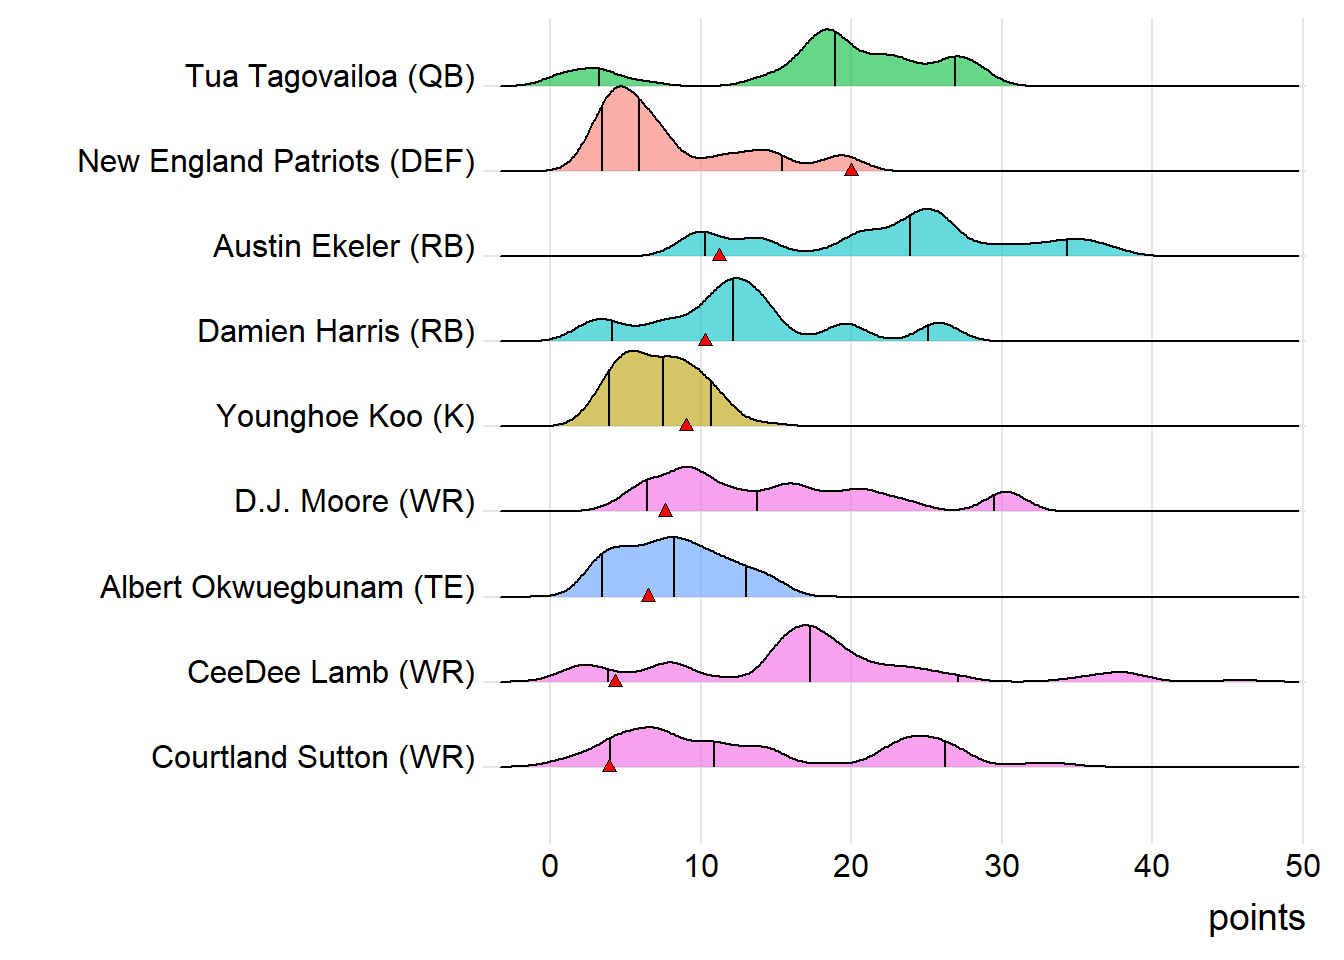 Tua Tagovailoa (QB)
New England Patriots (DEF)
Austin Ekeler (RB)
Damien Harris (RB)
Younghoe Koo (K)
D.J. Moore (WR)
Albert Okwuegbunam (TE)
CeeDee Lamb (WR)
Courtland Sutton (WR)
0 10 20 30 40 50
points